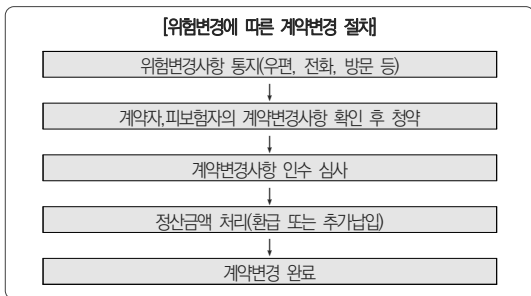 [위험변경에 따른 계약변경 절차]
위험변경사항 통지(우편, 전화, 방문 등)
계약자,피보험자의 계약변경사항 확인 후 청약
계약변경사항 인수 심사
정산금액 처리(환급 또는 추가납입)
계약변경 완료